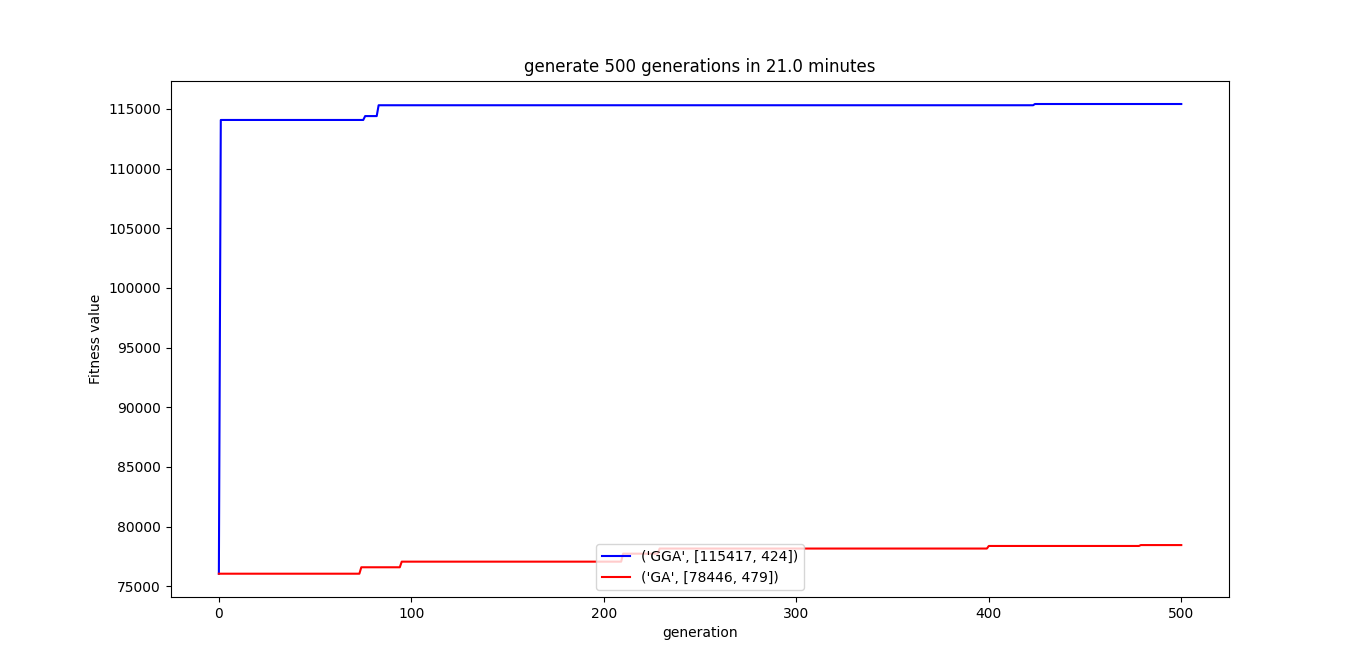 generate 500 generations in 21.0 minutes
115000
110000
105000
100000
95000
90000
85000
80000
75000
Fitness value
('GGA', [115417, 424])
('GA', [78446, 479])
0 100 200 300 400 500
generation